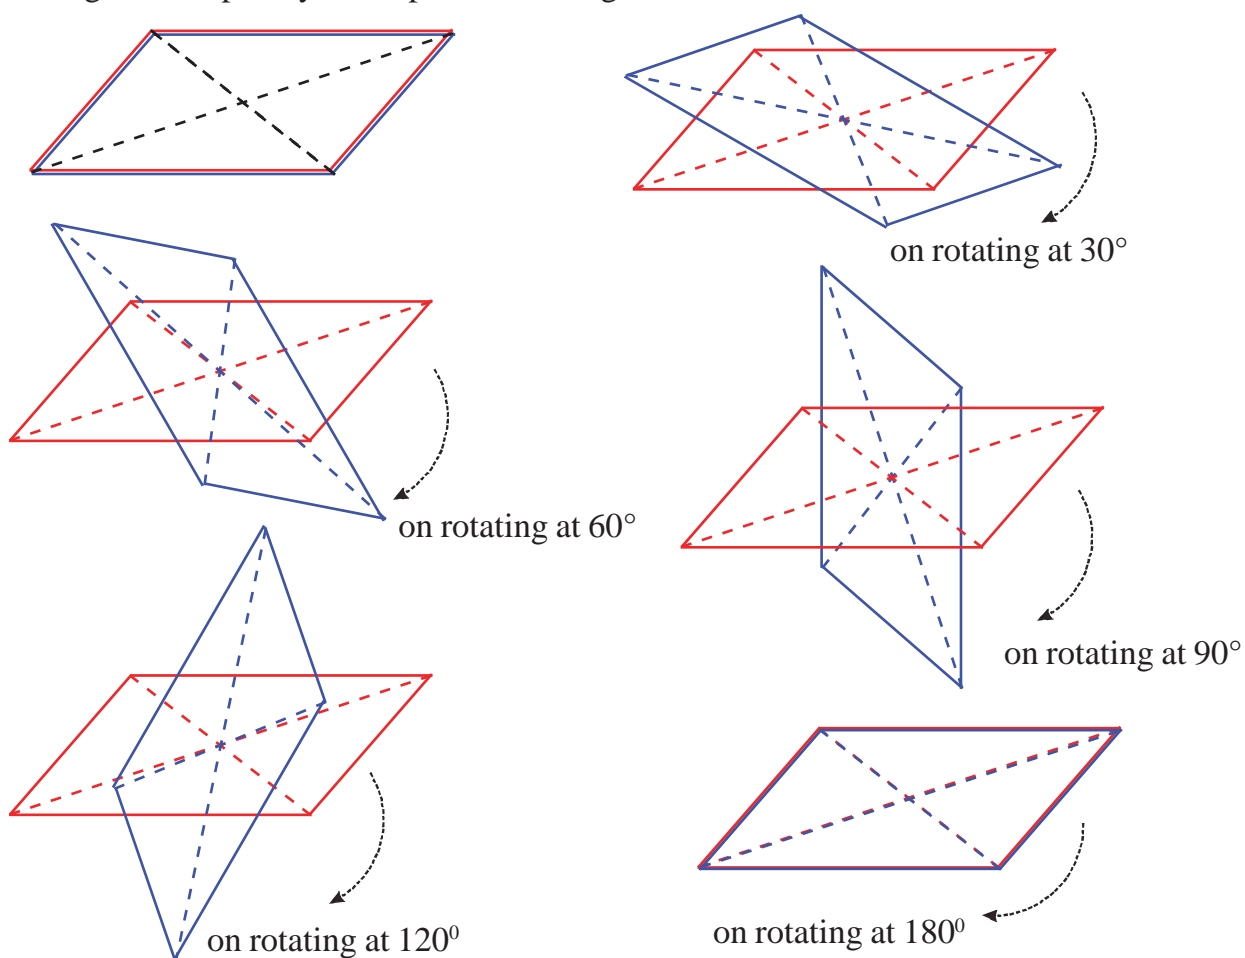 on rotating at 30°
on rotating at 60°
on rotating at 90°
on rotating at 120⁰
on rotating at 180⁰